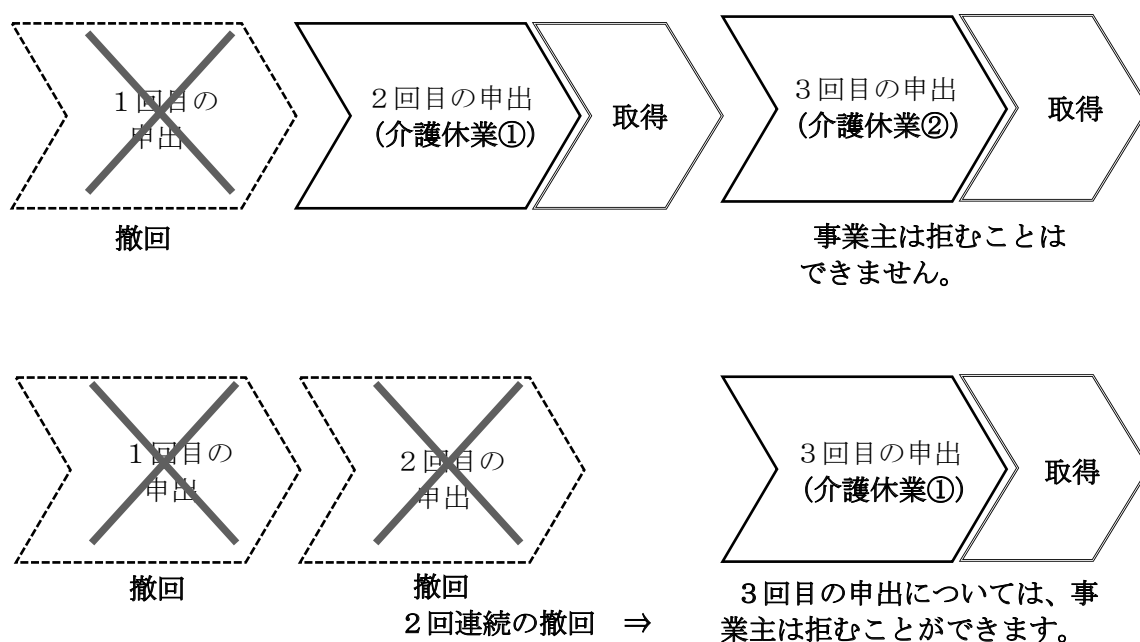 １回目の
申出
撤回
２回目の申出
（介護休業①）
取得
３回目の申出
（介護休業②）
取得
事業主は拒むことは
できません。
１回目の
申出
撤回
２回目の
申出
撤回
２回連続の撤回　⇒
３回目の申出
（介護休業①）
取得
３回目の申出については、事
業主は拒むことができます。